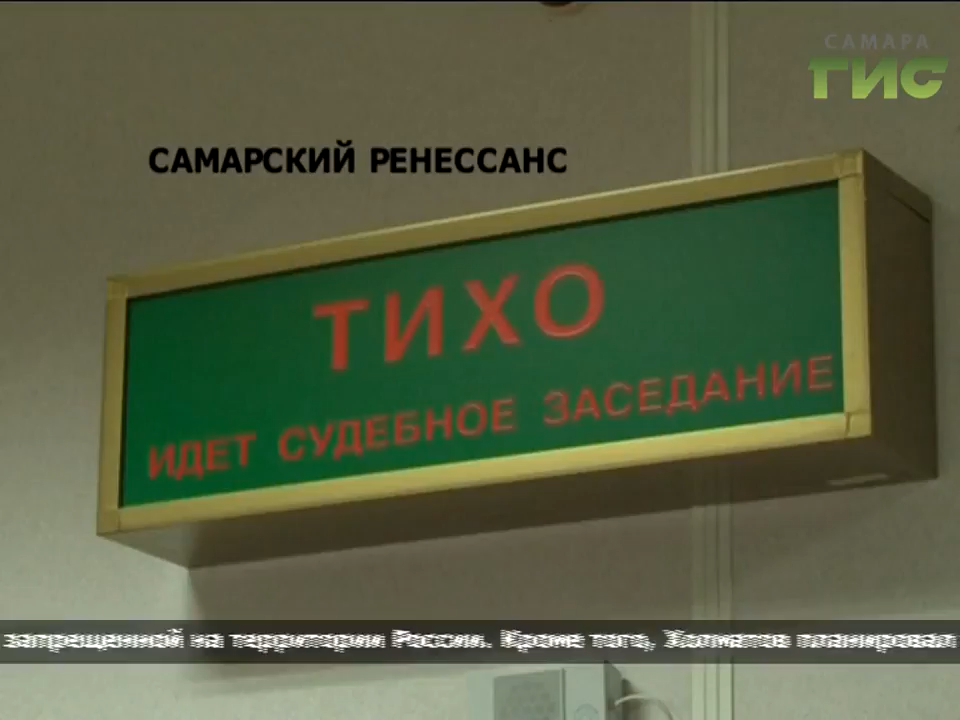 САМАРА
ГИС
САМАРСКИЙ РЕНЕССАНС
ТИХО
ИДЕТ СУДЕБНОЕ ЗАСЕДАНИЕ
запрещенной на территории России. Кроме того, Холматов планировал